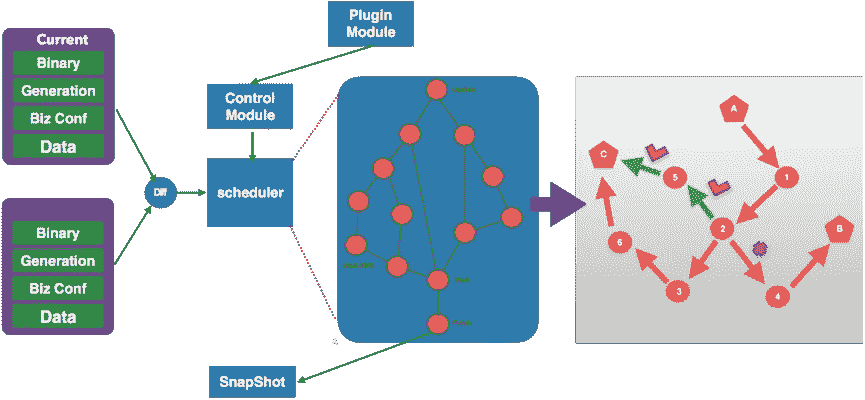 Plugin
Module
Current
Binary
Generation
Biz Conf
Data
Control
Module
Diff
scheduler
Binary
Generation
Biz Conf
Data
SnapShot
A
C
5
1
2
B
6
3
4